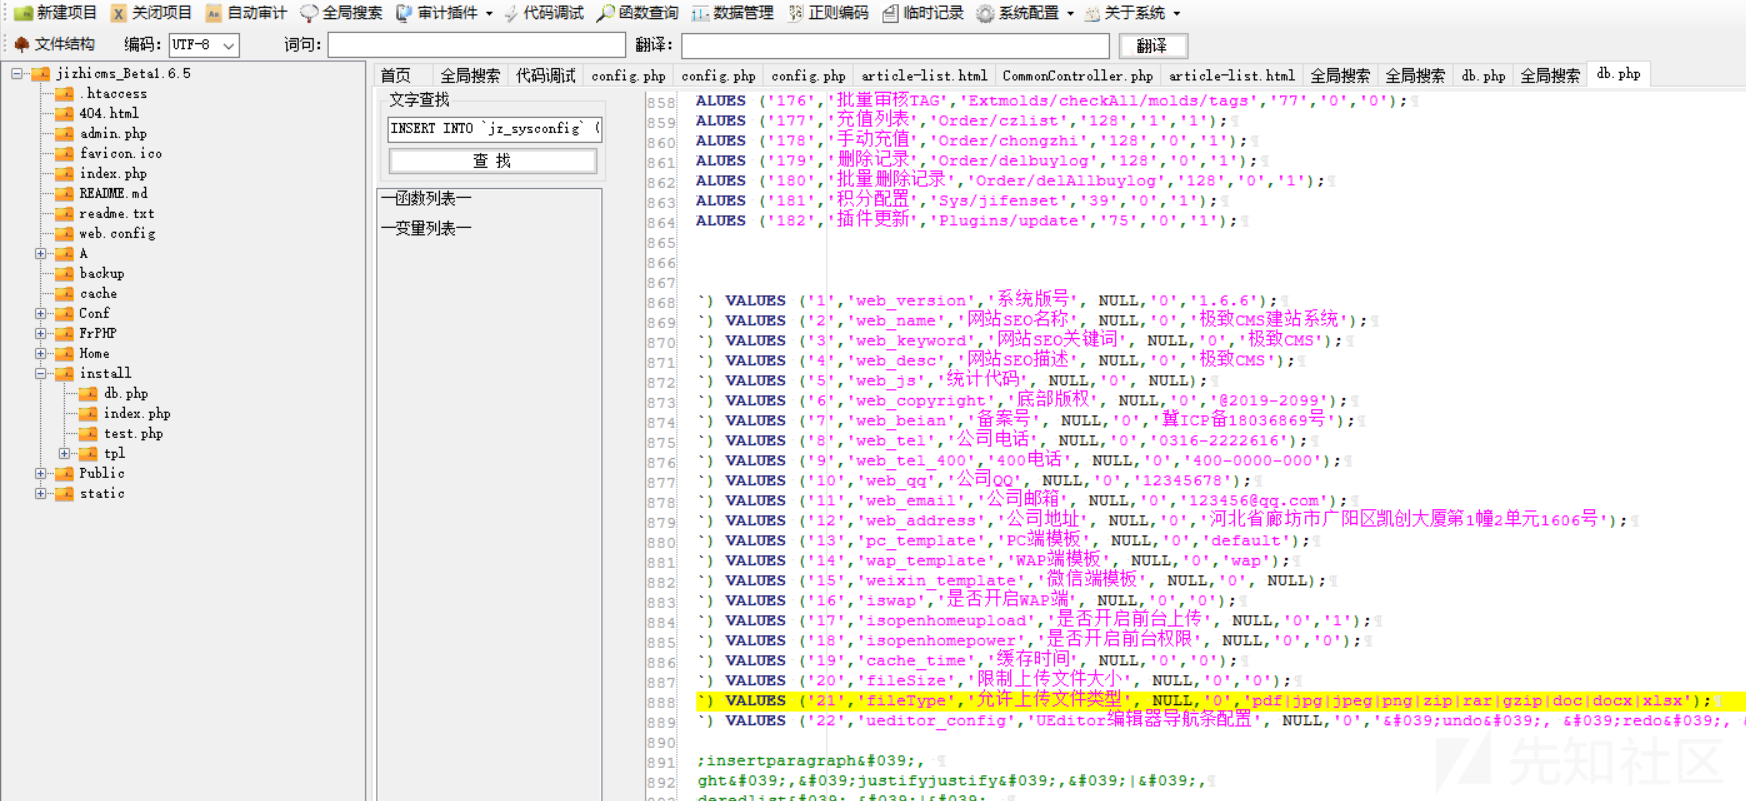 新建项目 关闭项目 自动审计 全局搜索 审计插件 代码调试 函数查询 数据管理 正则编码 临时记录 系统配置 关于系统
文件结构 编码: UTF-8 词句: 翻译: 翻译
jizhicms_Beta1.6.5
.htaccess
404.html
admin.php
favicon.ico
index.php
README.md
readme.txt
web.config
A
backup
cache
Conf
FrPHP
Home
install
db.php
index.php
test.php
tpl
Public
static
首页 全局搜索 代码调试 config.php config.php config.php article-list.html CommonController.php article-list.html 全局搜索 全局搜索 db.php 全局搜索 db.php
文字查找
INSERT INTO `jz_sysconfig` (
查 找
—函数列表—
—变量列表—
858 ALUES ('176','批量审核TAG','Extmolds/checkAll/molds/tags','77','0','0');
859 ALUES ('177','充值列表','Order/czlist','128','1','1');
860 ALUES ('178','手动充值','Order/chongzhi','128','0','1');
861 ALUES ('179','删除记录','Order/delbuylog','128','0','1');
862 ALUES ('180','批量删除记录','Order/delAllbuylog','128','0','1');
863 ALUES ('181','积分配置','Sys/jifenset','39','0','1');
864 ALUES ('182','插件更新','Plugins/update','75','0','1');
865
866
867
868 `) VALUES ('1','web_version','系统版号', NULL,'0','1.6.6');
869 `) VALUES ('2','web_name','网站SEO名称', NULL,'0','极致CMS建站系统');
870 `) VALUES ('3','web_keyword','网站SEO关键词', NULL,'0','极致CMS');
871 `) VALUES ('4','web_desc','网站SEO描述', NULL,'0','极致CMS');
872 `) VALUES ('5','web_js','统计代码', NULL,'0', NULL);
873 `) VALUES ('6','web_copyright','底部版权', NULL,'0','@2019-2099');
874 `) VALUES ('7','web_beian','备案号', NULL,'0','冀ICP备18036869号');
875 `) VALUES ('8','web_tel','公司电话', NULL,'0','0316-2222616');
876 `) VALUES ('9','web_tel_400','400电话', NULL,'0','400-0000-000');
877 `) VALUES ('10','web_qq','公司QQ', NULL,'0','12345678');
878 `) VALUES ('11','web_email','公司邮箱', NULL,'0','123456@qq.com');
879 `) VALUES ('12','web_address','公司地址', NULL,'0','河北省廊坊市广阳区凯创大厦第1幢2单元1606号');
880 `) VALUES ('13','pc_template','PC端模板', NULL,'0','default');
881 `) VALUES ('14','wap_template','WAP端模板', NULL,'0','wap');
882 `) VALUES ('15','weixin_template','微信端模板', NULL,'0', NULL);
883 `) VALUES ('16','iswap','是否开启WAP端', NULL,'0','0');
884 `) VALUES ('17','isopenhomeupload','是否开启前台上传', NULL,'0','1');
885 `) VALUES ('18','isopenhomepower','是否开启前台权限', NULL,'0','0');
886 `) VALUES ('19','cache_time','缓存时间', NULL,'0','0');
887 `) VALUES ('20','fileSize','限制上传文件大小', NULL,'0','0');
888 `) VALUES ('21','fileType','允许上传文件类型', NULL,'0','pdf|jpg|jpeg|png|zip|rar|gzip|doc|docx|xlsx');
889 `) VALUES ('22','ueditor_config','UEditor编辑器导航条配置', NULL,'0','&#039;undo&#039;, &#039;redo&#039;,
890
891 ;insertparagraph&#039;,
892 ght&#039;,&#039;justifyjustify&#039;,&#039;|&#039;,
deredlist&#039;,&#039;|&#039;
先知社区